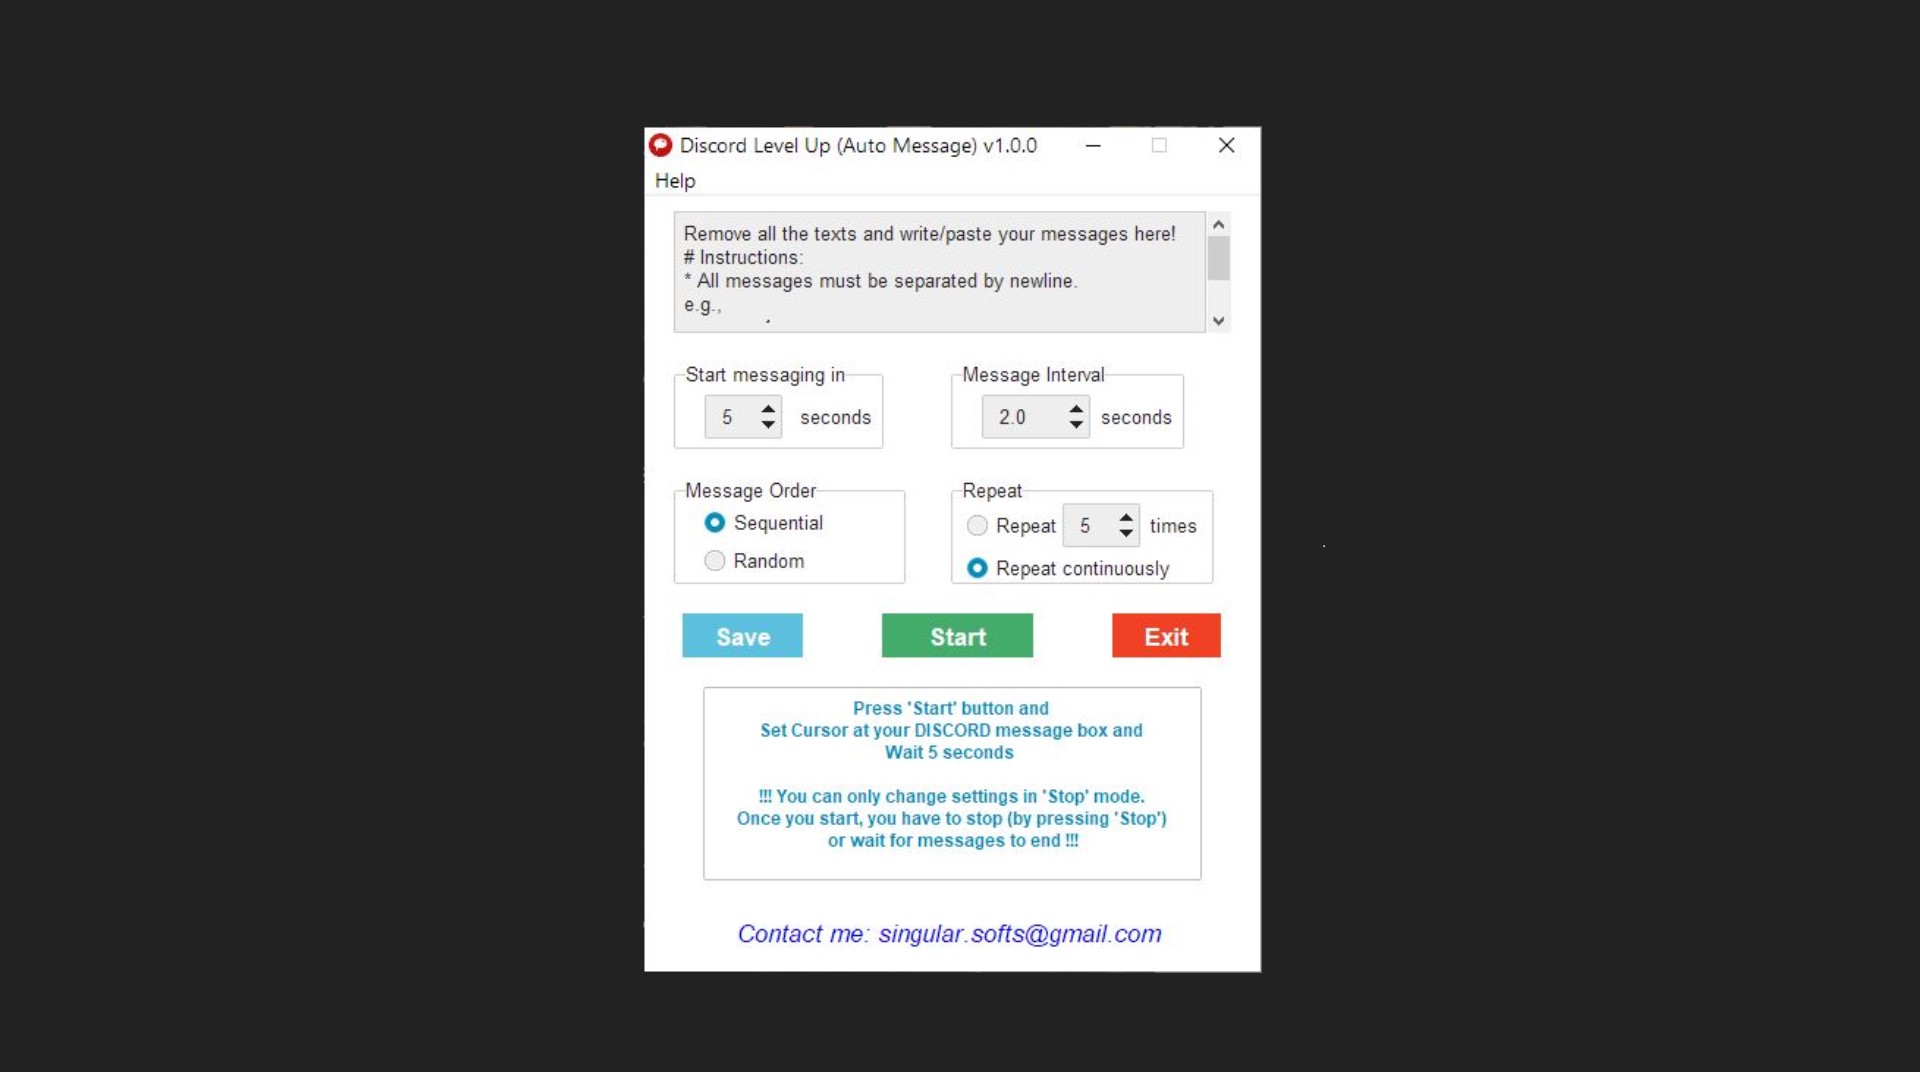 Discord Level Up (Auto Message) v1.0.0
Help
Remove all the texts and write/paste your messages here!
# Instructions:
* All messages must be separated by newline.
e.g.,
Start messaging in
5 seconds
Message Interval
2.0 seconds
Message Order
Sequential
Random
Repeat
Repeat 5 times
Repeat continuously
Save
Start
Exit
Press 'Start' button and
Set Cursor at your DISCORD message box and
Wait 5 seconds
!!! You can only change settings in 'Stop' mode.
Once you start, you have to stop (by pressing 'Stop')
or wait for messages to end !!!
Contact me: singular.softs@gmail.com